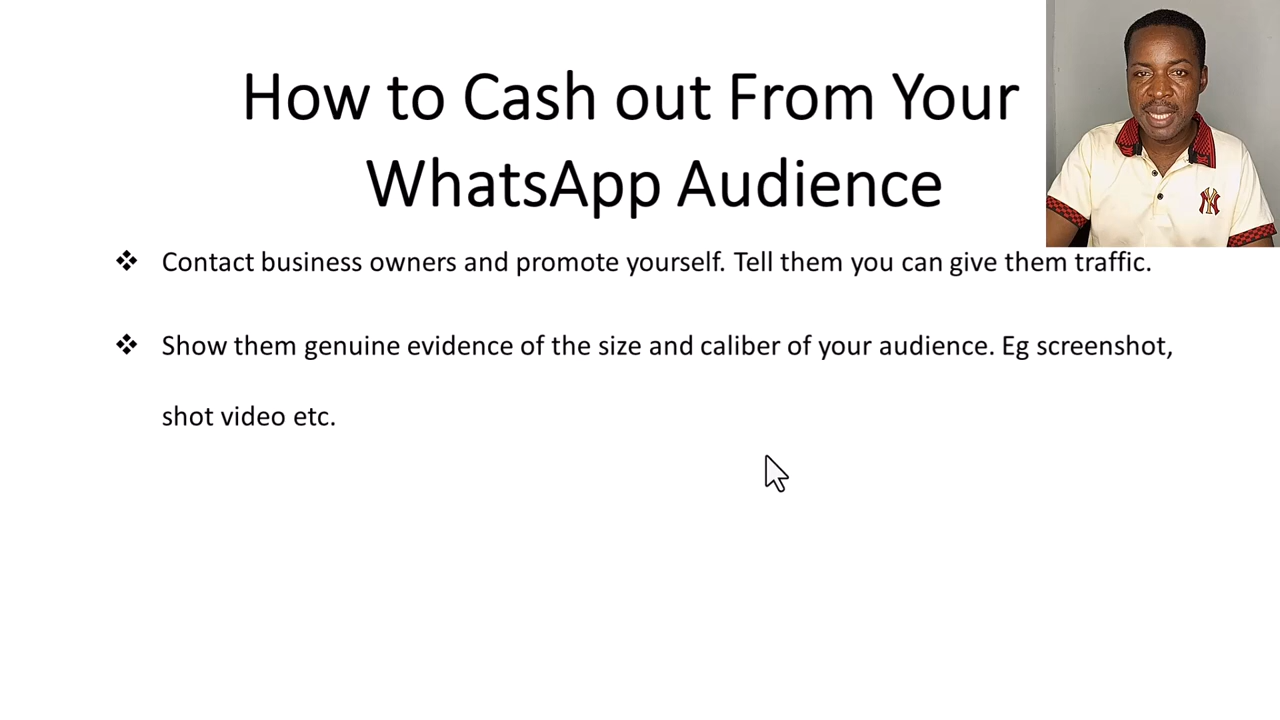 How to Cash out From Your
WhatsApp Audience
❖ Contact business owners and promote yourself. Tell them you can give them traffic.
❖ Show them genuine evidence of the size and caliber of your audience. Eg screenshot,
shot video etc.
NY